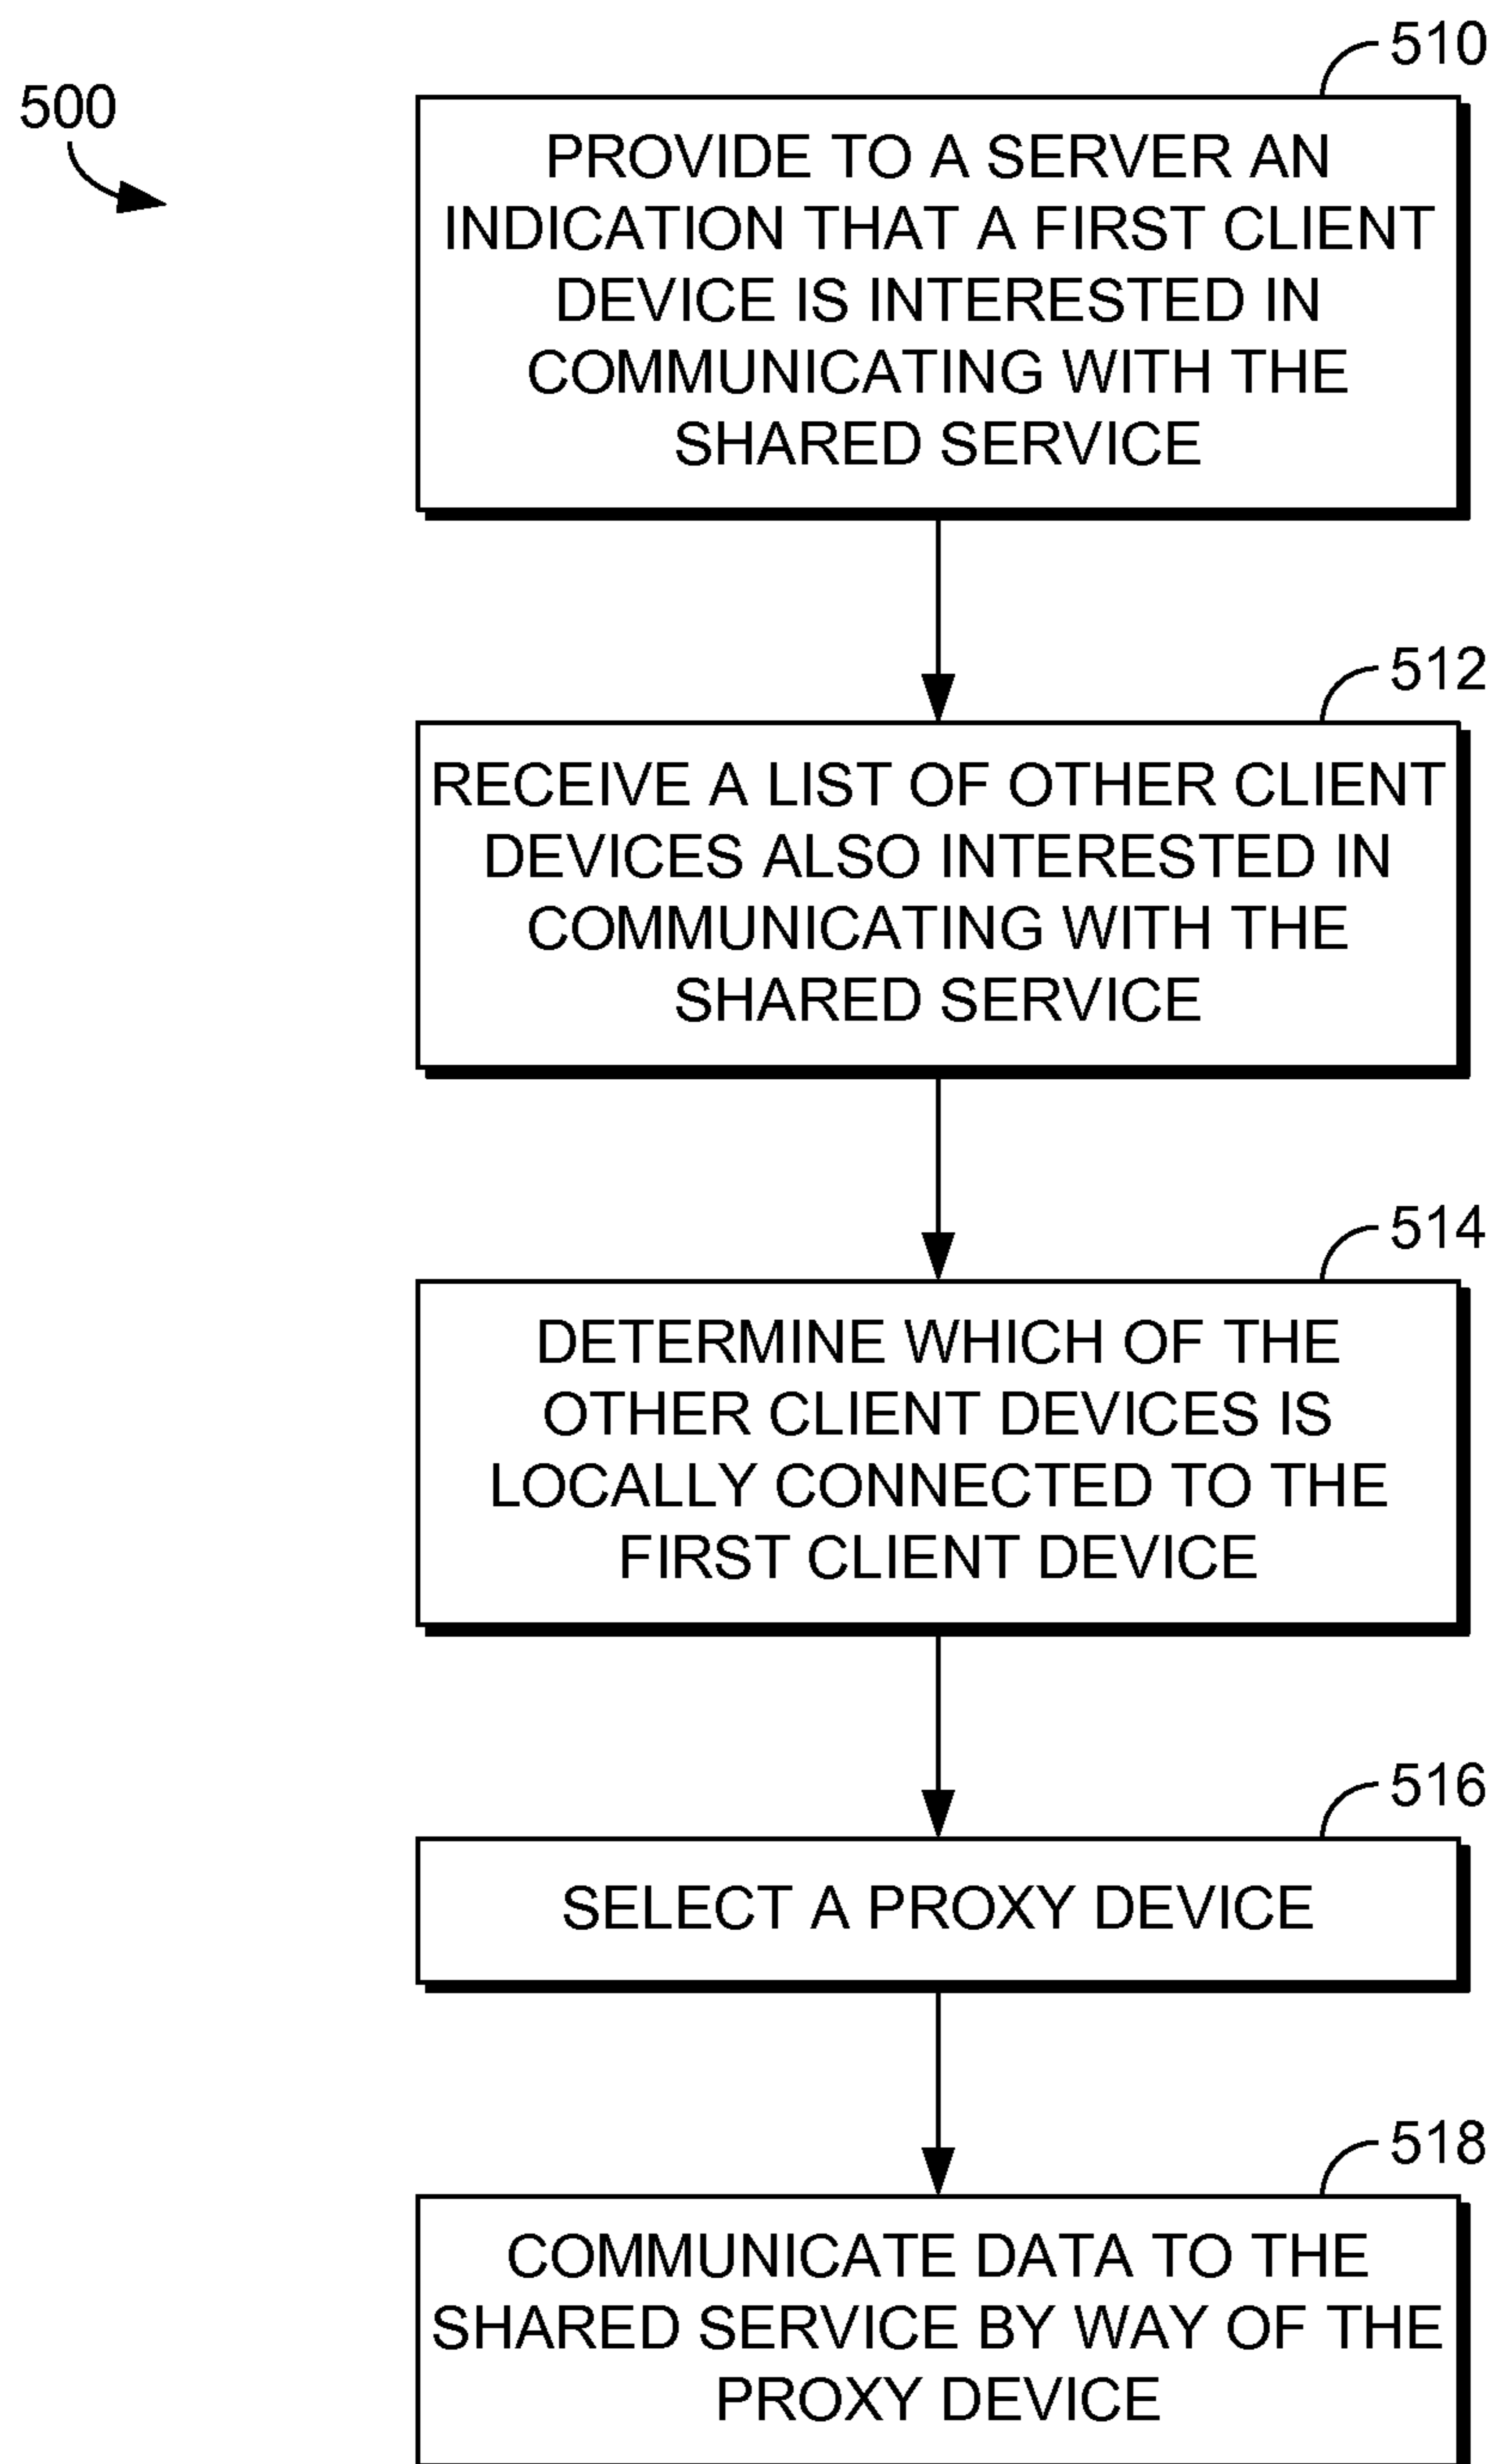 500
510
PROVIDE TO A SERVER AN
INDICATION THAT A FIRST CLIENT
DEVICE IS INTERESTED IN
COMMUNICATING WITH THE
SHARED SERVICE
512
RECEIVE A LIST OF OTHER CLIENT
DEVICES ALSO INTERESTED IN
COMMUNICATING WITH THE
SHARED SERVICE
514
DETERMINE WHICH OF THE
OTHER CLIENT DEVICES IS
LOCALLY CONNECTED TO THE
FIRST CLIENT DEVICE
516
SELECT A PROXY DEVICE
518
COMMUNICATE DATA TO THE
SHARED SERVICE BY WAY OF THE
PROXY DEVICE